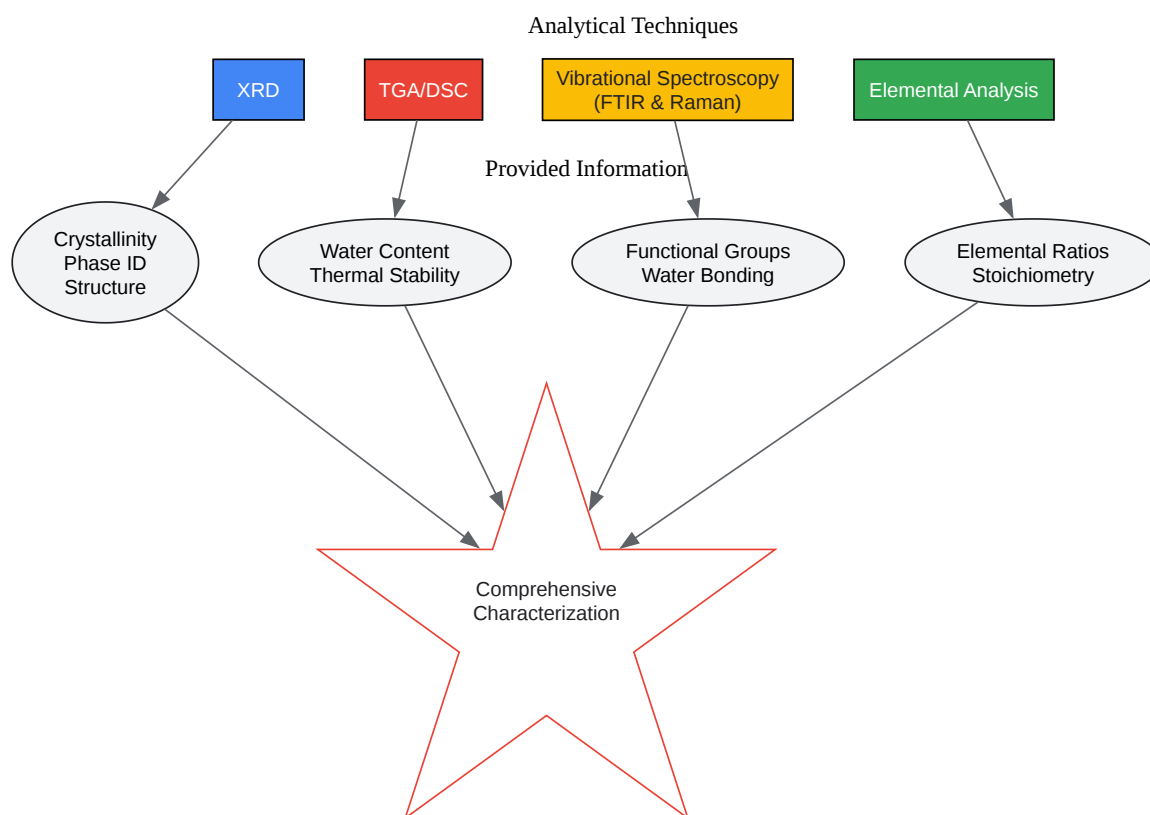 Analytical Techniques
XRD
TGA/DSC
Vibrational Spectroscopy
(FTIR & Raman)
Elemental Analysis
Provided Information
Crystallinity
Phase ID
Structure
Water Content
Thermal Stability
Functional Groups
Water Bonding
Elemental Ratios
Stoichiometry
Comprehensive
Characterization